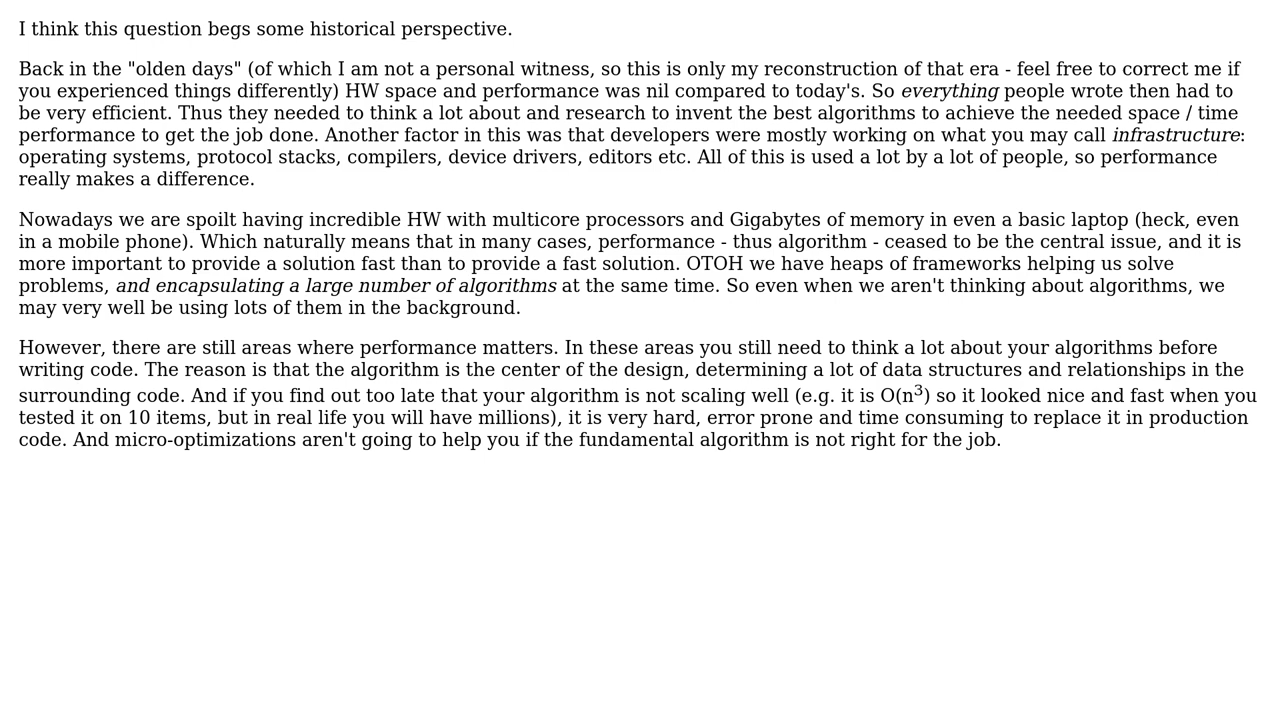 I think this question begs some historical perspective.
Back in the "olden days" (of which I am not a personal witness, so this is only my reconstruction of that era - feel free to correct me if
you experienced things differently) HW space and performance was nil compared to today's. So everything people wrote then had to
be very efficient. Thus they needed to think a lot about and research to invent the best algorithms to achieve the needed space / time
performance to get the job done. Another factor in this was that developers were mostly working on what you may call infrastructure:
operating systems, protocol stacks, compilers, device drivers, editors etc. All of this is used a lot by a lot of people, so performance
really makes a difference.
Nowadays we are spoilt having incredible HW with multicore processors and Gigabytes of memory in even a basic laptop (heck, even
in a mobile phone). Which naturally means that in many cases, performance - thus algorithm - ceased to be the central issue, and it is
more important to provide a solution fast than to provide a fast solution. OTOH we have heaps of frameworks helping us solve
problems, and encapsulating a large number of algorithms at the same time. So even when we aren't thinking about algorithms, we
may very well be using lots of them in the background.
However, there are still areas where performance matters. In these areas you still need to think a lot about your algorithms before
writing code. The reason is that the algorithm is the center of the design, determining a lot of data structures and relationships in the
surrounding code. And if you find out too late that your algorithm is not scaling well (e.g. it is O(n³) so it looked nice and fast when you
tested it on 10 items, but in real life you will have millions), it is very hard, error prone and time consuming to replace it in production
code. And micro-optimizations aren't going to help you if the fundamental algorithm is not right for the job.